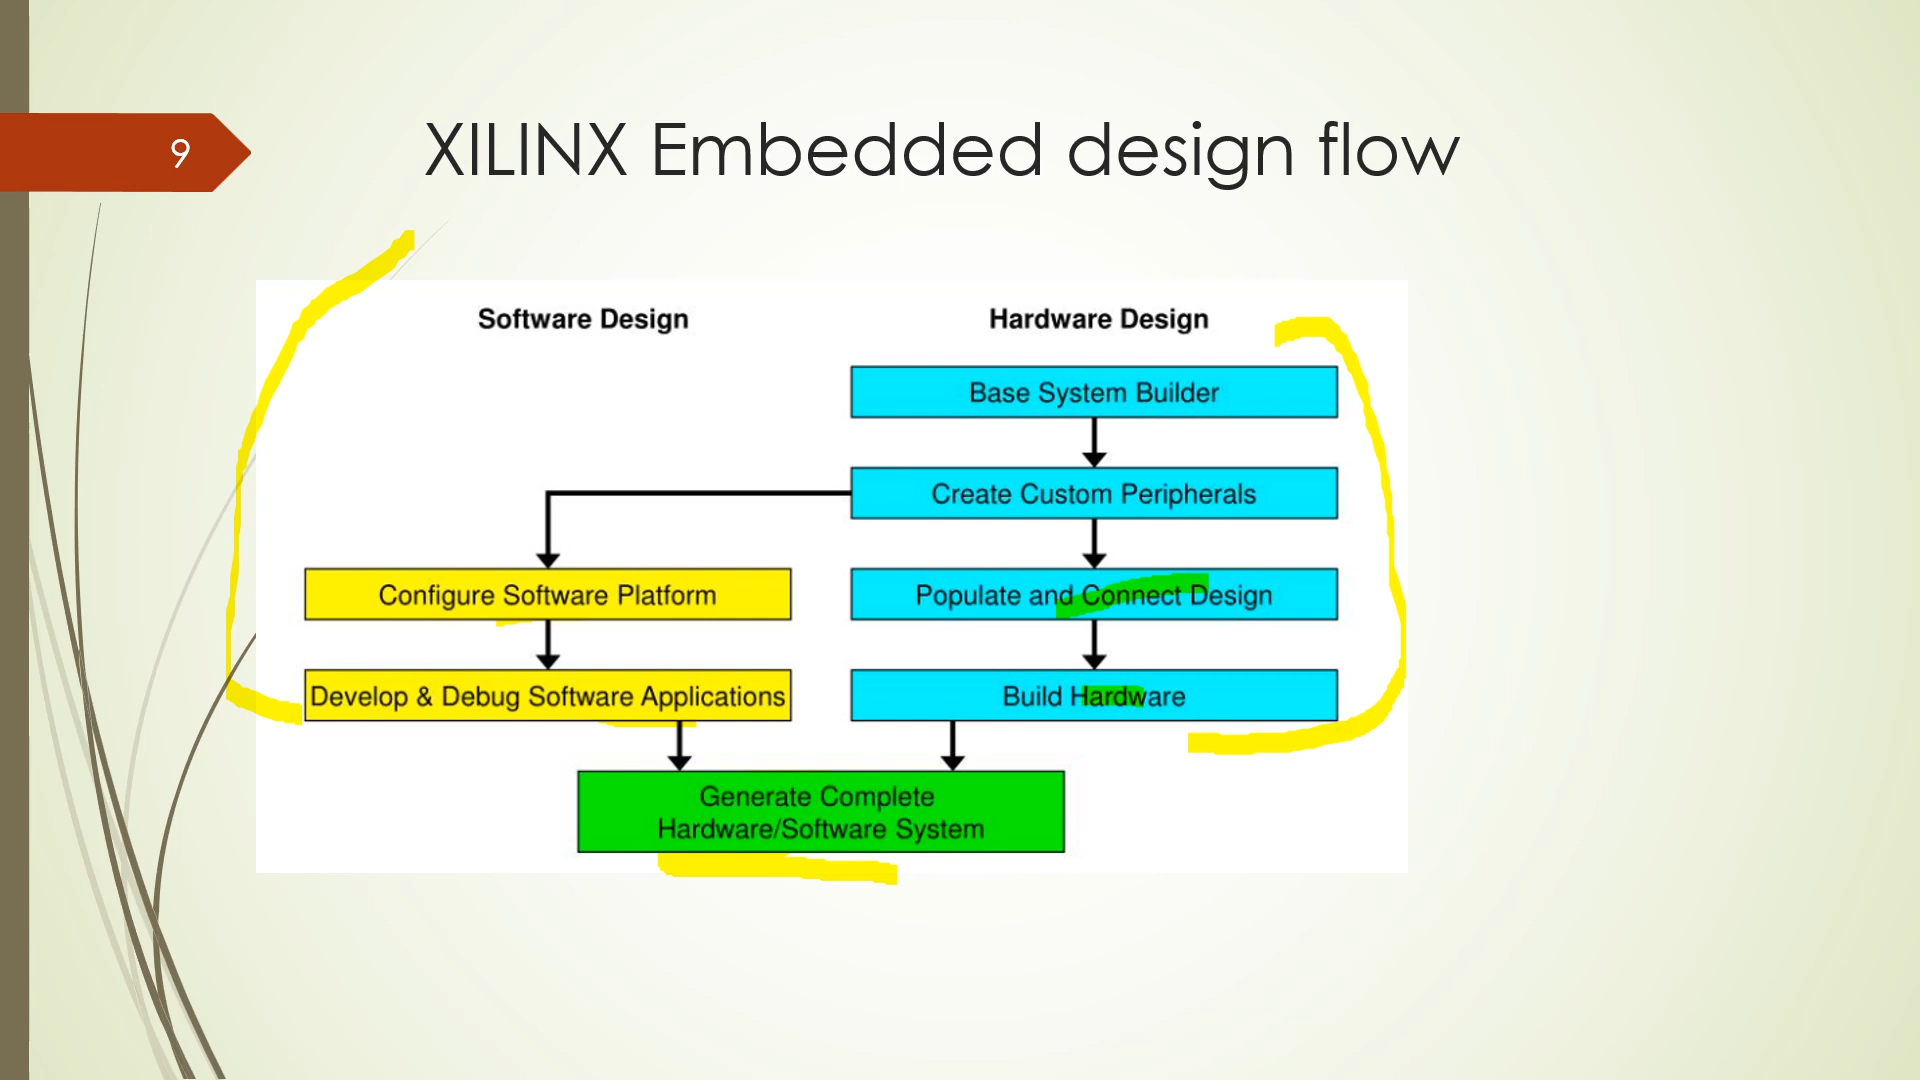 9
XILINX Embedded design flow
Software Design
Hardware Design
Base System Builder
Create Custom Peripherals
Configure Software Platform
Populate and Connect Design
Develop & Debug Software Applications
Build Hardware
Generate Complete
Hardware/Software System